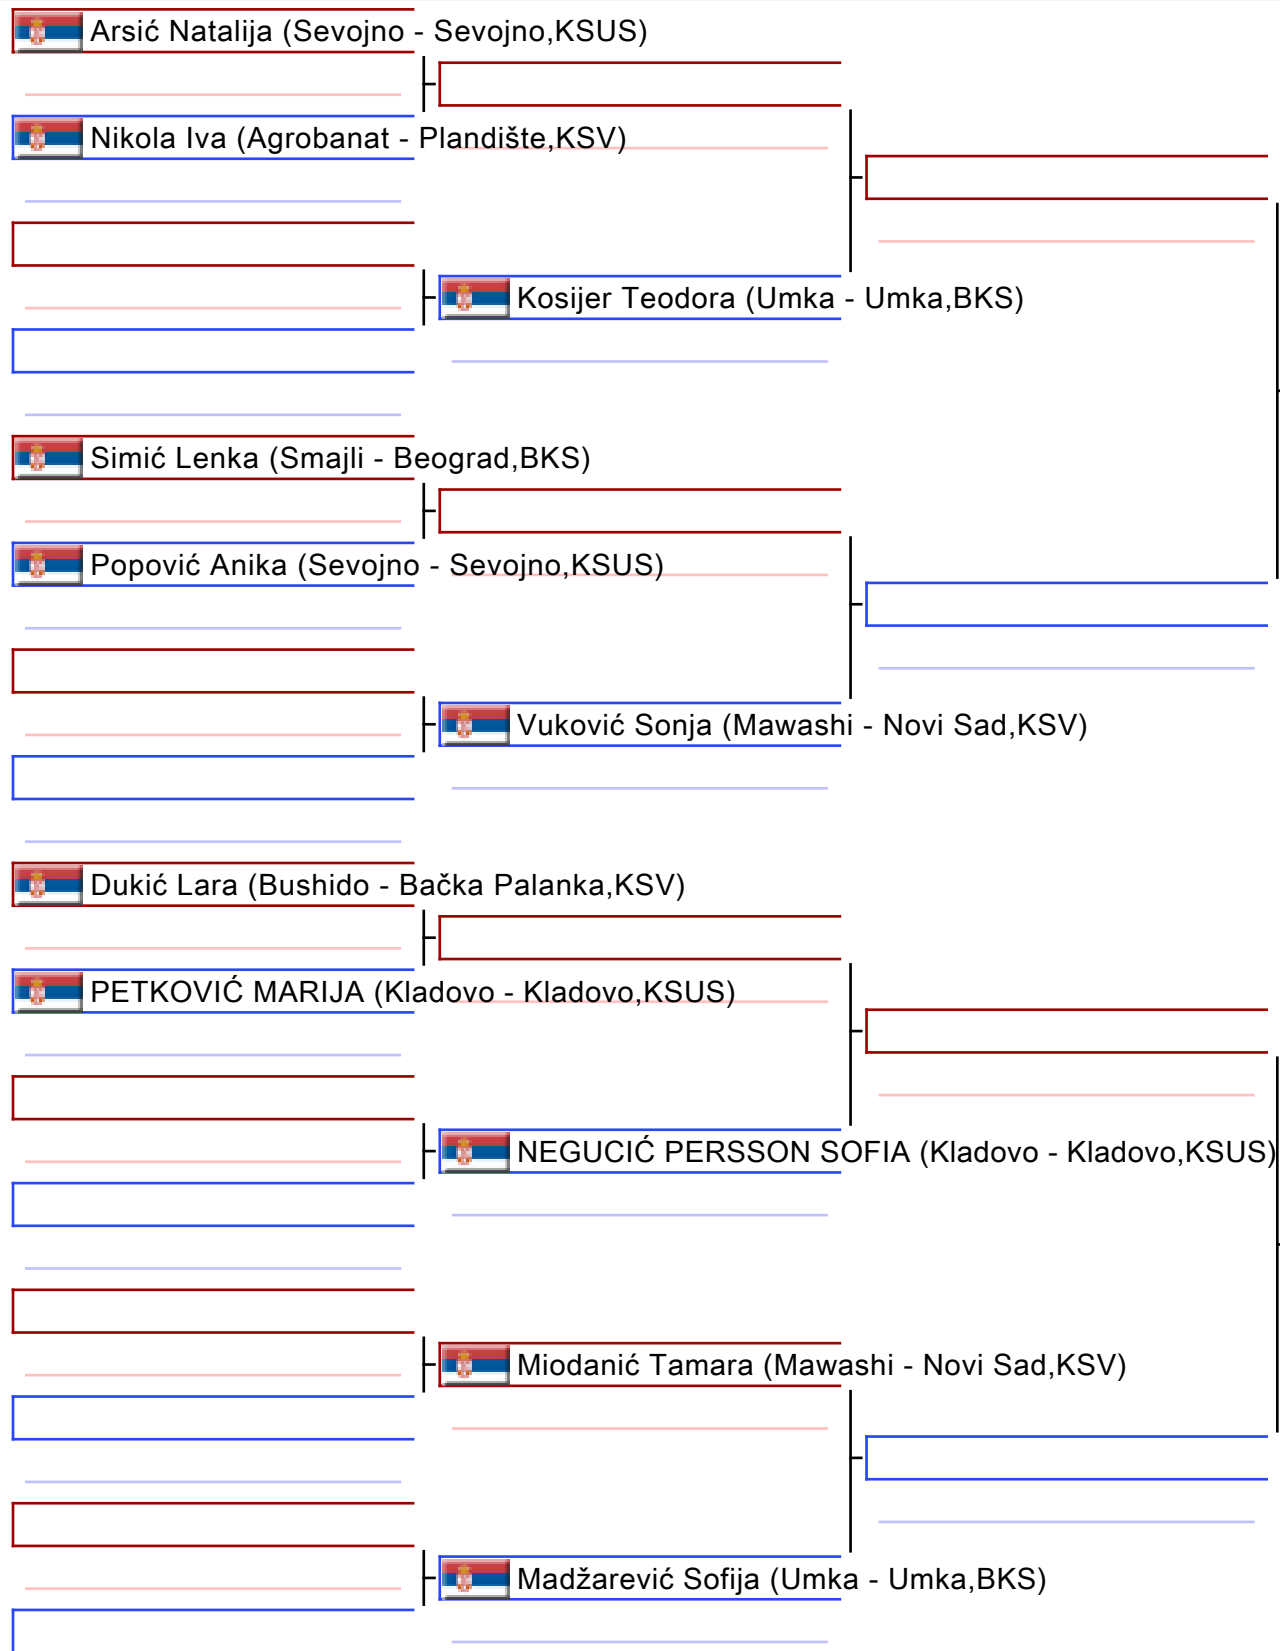 Arsić Natalija (Sevojno - Sevojno,KSUS)
Nikola Iva (Agrobanat - Plandište,KSV)
Kosijer Teodora (Umka - Umka,BKS)
Simić Lenka (Smajli - Beograd,BKS)
Popović Anika (Sevojno - Sevojno,KSUS)
Vuković Sonja (Mawashi - Novi Sad,KSV)
Dukić Lara (Bushido - Bačka Palanka,KSV)
PETKOVIĆ MARIJA (Kladovo - Kladovo,KSUS)
NEGUCIĆ PERSSON SOFIA (Kladovo - Kladovo,KSUS)
Miodanić Tamara (Mawashi - Novi Sad,KSV)
Madžarević Sofija (Umka - Umka,BKS)